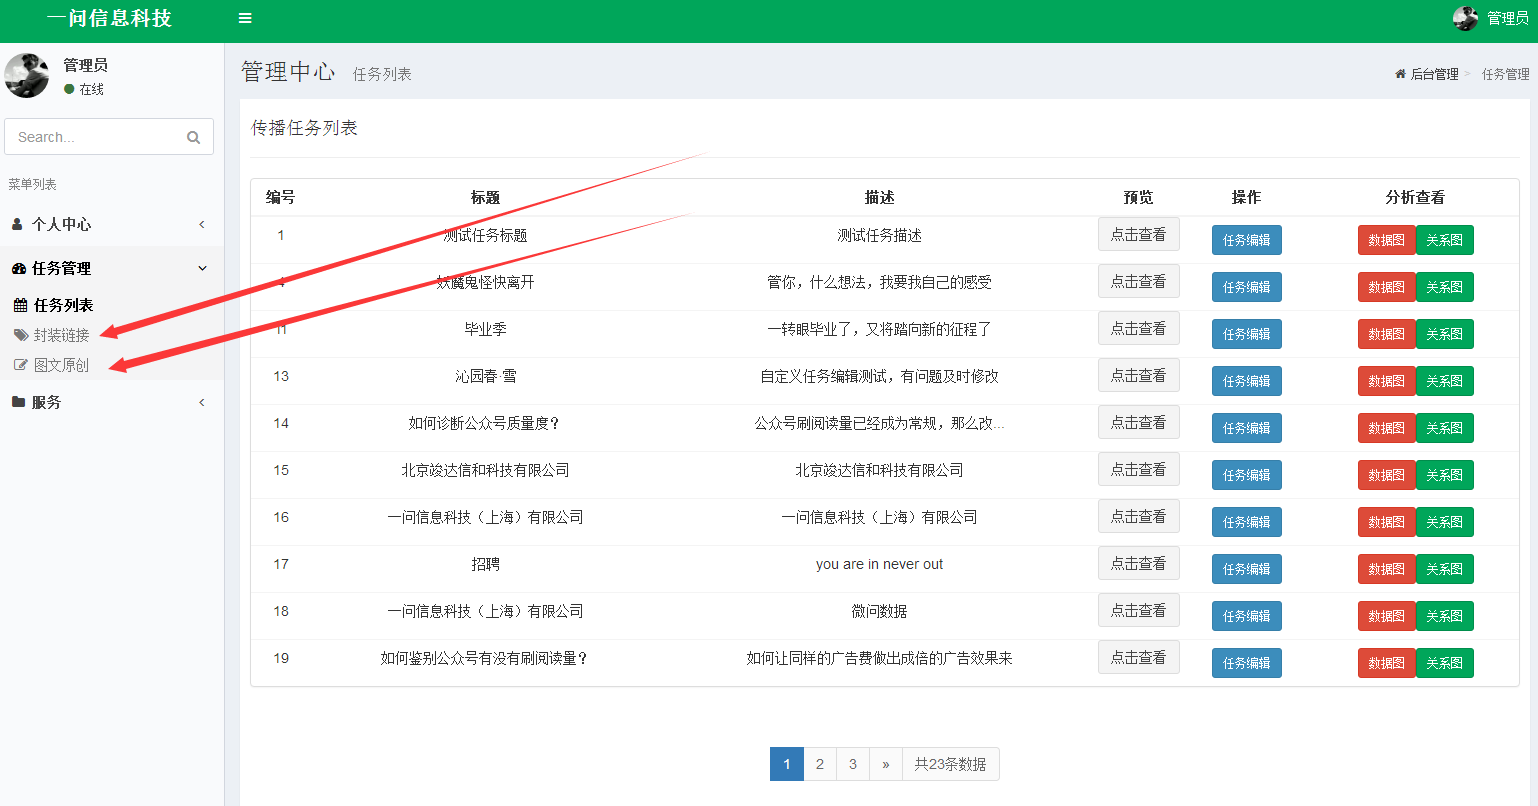 一问信息科技
管理员
管理员
在线
Search...
菜单列表
个人中心
任务管理
任务列表
封装链接
图文原创
服务
管理中心 任务列表
后台管理 > 任务管理
传播任务列表
编号 标题 描述 预览 操作 分析查看
1 测试任务标题 测试任务描述 点击查看 任务编辑 数据图 关系图
4 妖魔鬼怪快离开 管你，什么想法，我要我自己的感受 点击查看 任务编辑 数据图 关系图
11 毕业季 一转眼毕业了，又将踏向新的征程了 点击查看 任务编辑 数据图 关系图
13 沁园春·雪 自定义任务编辑测试，有问题及时修改 点击查看 任务编辑 数据图 关系图
14 如何诊断公众号质量度？ 公众号刷阅读量已经成为常规，那么改... 点击查看 任务编辑 数据图 关系图
15 北京竣达信和科技有限公司 北京竣达信和科技有限公司 点击查看 任务编辑 数据图 关系图
16 一问信息科技（上海）有限公司 一问信息科技（上海）有限公司 点击查看 任务编辑 数据图 关系图
17 招聘 you are in never out 点击查看 任务编辑 数据图 关系图
18 一问信息科技（上海）有限公司 微问数据 点击查看 任务编辑 数据图 关系图
19 如何鉴别公众号有没有刷阅读量？ 如何让同样的广告费做出成倍的广告效果来 点击查看 任务编辑 数据图 关系图
1 2 3 » 共23条数据